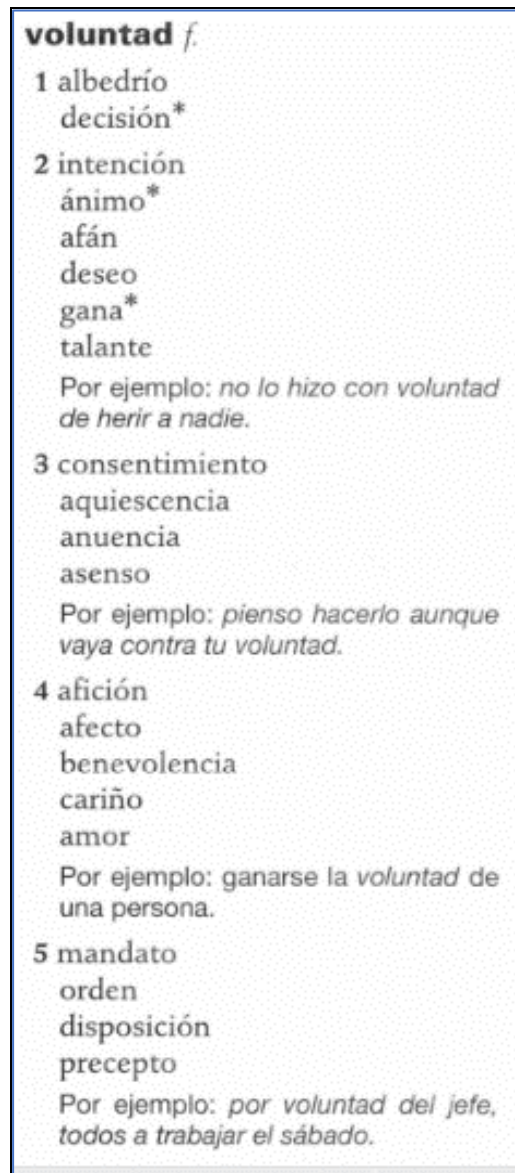 voluntad f.
1 albedrío
decisión*
2 intención
ánimo*
afán
deseo
gana*
talante
Por ejemplo: no lo hizo con voluntad
de herir a nadie.
3 consentimiento
aquiescencia
anuencia
asenso
Por ejemplo: pienso hacerlo aunque
vaya contra tu voluntad.
4 afición
afecto
benevolencia
cariño
amor
Por ejemplo: ganarse la voluntad de
una persona.
5 mandato
orden
disposición
precepto
Por ejemplo: por voluntad del jefe,
todos a trabajar el sábado.